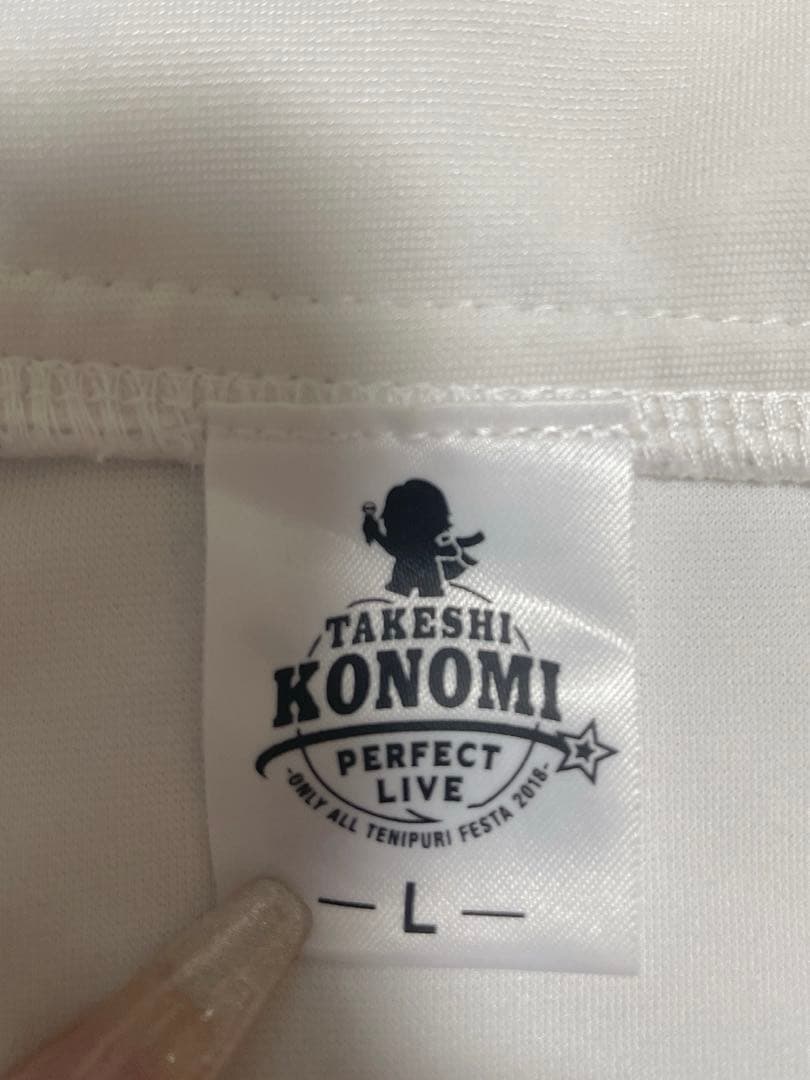 TAKESHI
KONOMI
PERFECT
LIVE
-ONLY ALL TENIPURI FESTA 2018-
— L —